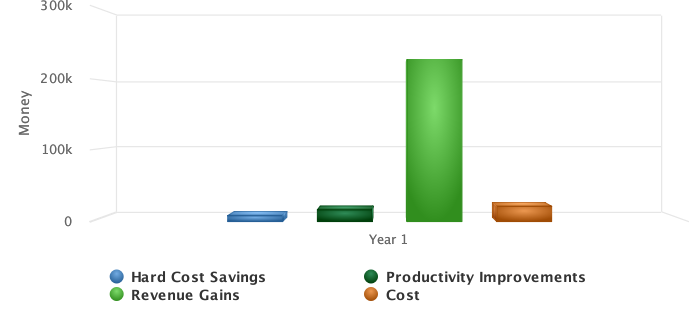 300k
200k
100k
0
Money
Year 1
Hard Cost Savings
Productivity Improvements
Revenue Gains
Cost